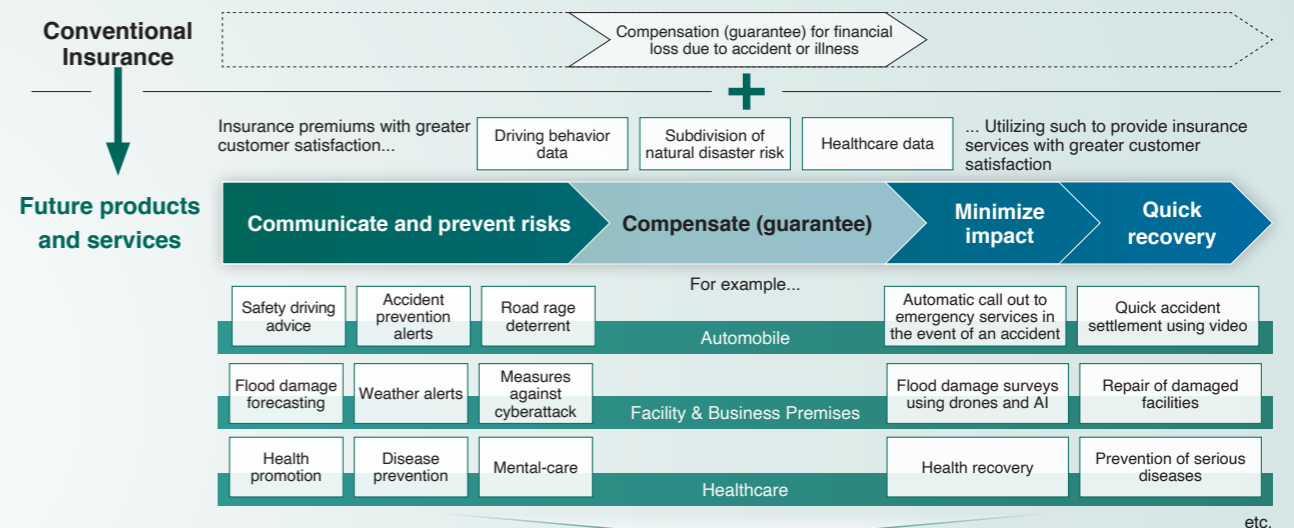 Conventional
Insurance
Compensation (guarantee) for financial
loss due to accident or illness
+
Insurance premiums with greater
customer satisfaction...
Driving behavior
data
Subdivision of
natural disaster risk
Healthcare data
... Utilizing such to provide insurance
services with greater customer
satisfaction
Future products
and services
Communicate and prevent risks
Compensate (guarantee)
Minimize
impact
Quick
recovery
For example...
Safety driving
advice
Accident
prevention
alerts
Road rage
deterrent
Automobile
Automatic call out to
emergency services in
the event of an accident
Quick accident
settlement using video
Flood damage
forecasting
Weather alerts
Measures
against
cyberattack
Facility & Business Premises
Flood damage surveys
using drones and AI
Repair of damaged
facilities
Health
promotion
Disease
prevention
Mental-care
Healthcare
Health recovery
Prevention of serious
diseases
etc.